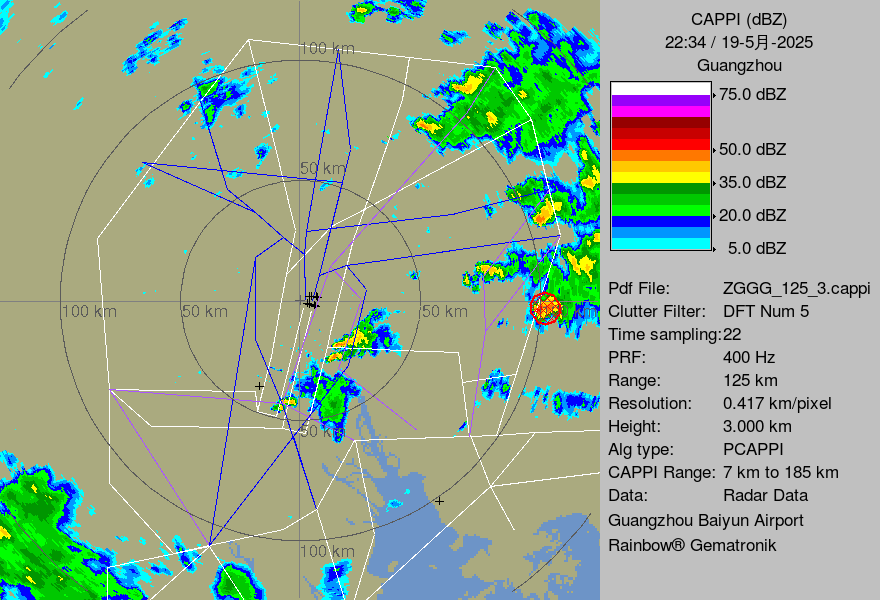 CAPPI (dBZ)
22:34 / 19-5月-2025
Guangzhou
75.0 dBZ
50.0 dBZ
35.0 dBZ
20.0 dBZ
5.0 dBZ
Pdf File: ZGGG_125_3.cappi
Clutter Filter: DFT Num 5
Time sampling:22
PRF: 400 Hz
Range: 125 km
Resolution: 0.417 km/pixel
Height: 3.000 km
Alg type: PCAPPI
CAPPI Range: 7 km to 185 km
Data: Radar Data
Guangzhou Baiyun Airport
Rainbow® Gematronik
100 km
50 km
100 km
50 km
50 km
50 km
100 km